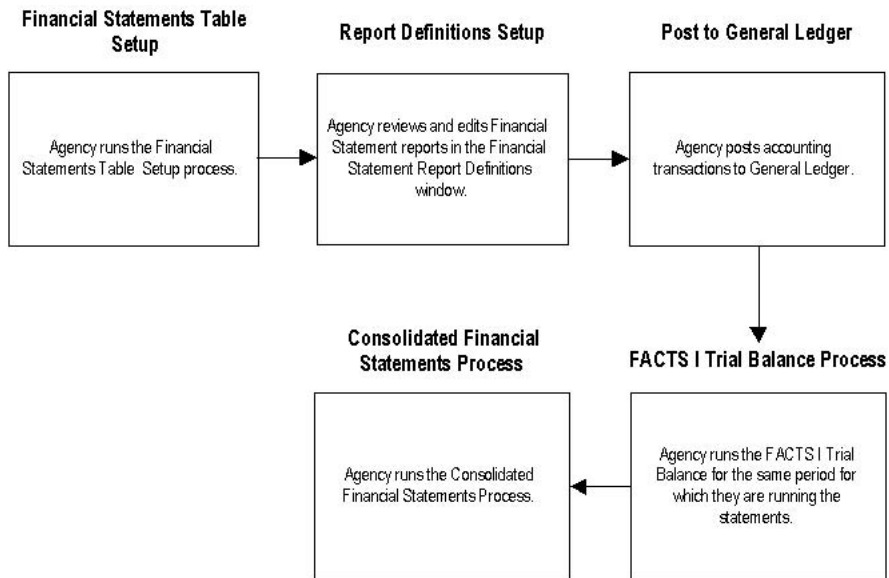 Financial Statements Table
Setup
Agency runs the Financial
Statements Table Setup process.
Report Definitions Setup
Agency reviews and edits Financial
Statement reports in the Financial
Statement Report Definitions
window.
Post to General Ledger
Agency posts accounting
transactions to General Ledger.
FACTS I Trial Balance Process
Agency runs the FACTS I Trial
Balance for the same period for
which they are running the
statements.
Consolidated Financial
Statements Process
Agency runs the Consolidated
Financial Statements Process.